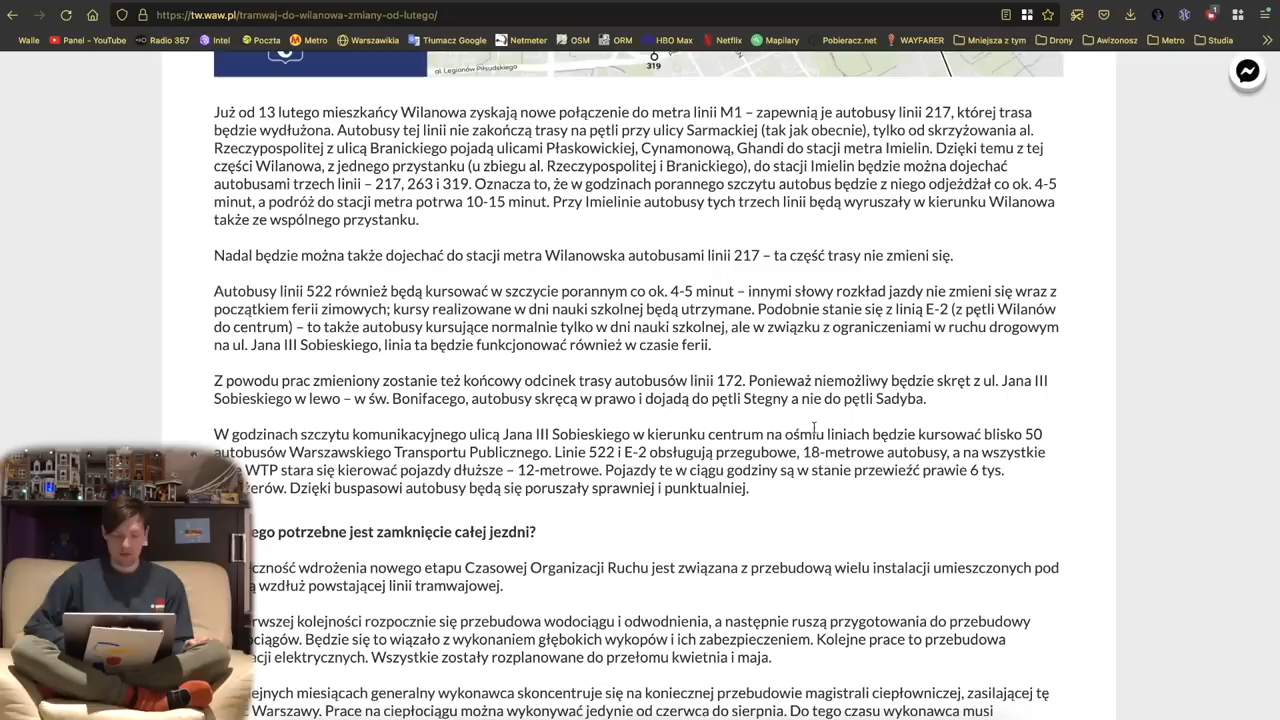 https://tw.waw.pl/tramwaj-do-wilanowa-zmiany-od-lutego/
Walle Panel - YouTube Radio 357 Intel Poczta Metro Warszawikia Tłumacz Google Netmeter OSM ORM HBO Max Netflix Mapilary Pobieracz.net WAYFARER Mniejsza z tym Drony Awizonosz Metro Studia
al. Legionów Piłsudskiego
319
Już od 13 lutego mieszkańcy Wilanowa zyskają nowe połączenie do metra linii M1 – zapewnią je autobusy linii 217, której trasa
będzie wydłużona. Autobusy tej linii nie zakończą trasy na pętli przy ulicy Sarmackiej (tak jak obecnie), tylko od skrzyżowania al.
Rzeczypospolitej z ulicą Branickiego pojadą ulicami Płaskowickiej, Cynamonową, Ghandi do stacji metra Imielin. Dzięki temu z tej
części Wilanowa, z jednego przystanku (u zbiegu al. Rzeczypospolitej i Branickiego), do stacji Imielin będzie można dojechać
autobusami trzech linii – 217, 263 i 319. Oznacza to, że w godzinach porannego szczytu autobus będzie z niego odjeżdżał co ok. 4-5
minut, a podróż do stacji metra potrwa 10-15 minut. Przy Imielinie autobusy tych trzech linii będą wyruszały w kierunku Wilanowa
także ze wspólnego przystanku.
Nadal będzie można także dojechać do stacji metra Wilanowska autobusami linii 217 – ta część trasy nie zmieni się.
Autobusy linii 522 również będą kursować w szczycie porannym co ok. 4-5 minut – innymi słowy rozkład jazdy nie zmieni się wraz z
początkiem ferii zimowych; kursy realizowane w dni nauki szkolnej będą utrzymane. Podobnie stanie się z linią E-2 (z pętli Wilanów
do centrum) – to także autobusy kursujące normalnie tylko w dni nauki szkolnej, ale w związku z ograniczeniami w ruchu drogowym
na ul. Jana III Sobieskiego, linia ta będzie funkcjonować również w czasie ferii.
Z powodu prac zmieniony zostanie też końcowy odcinek trasy autobusów linii 172. Ponieważ niemożliwy będzie skręt z ul. Jana III
Sobieskiego w lewo – w św. Bonifacego, autobusy skręcą w prawo i dojadą do pętli Stegny a nie do pętli Sadyba.
W godzinach szczytu komunikacyjnego ulicą Jana III Sobieskiego w kierunku centrum na ośmiu liniach będzie kursować blisko 50
autobusów Warszawskiego Transportu Publicznego. Linie 522 i E-2 obsługują przegubowe, 18-metrowe autobusy, a na wszystkie
WTP stara się kierować pojazdy dłuższe – 12-metrowe. Pojazdy te w ciągu godziny są w stanie przewieźć prawie 6 tys.
żerów. Dzięki buspasowi autobusy będą się poruszały sprawniej i punktualniej.
ego potrzebne jest zamknięcie całej jezdni?
czność wdrożenia nowego etapu Czasowej Organizacji Ruchu jest związana z przebudową wielu instalacji umieszczonych pod
wzdłuż powstającej linii tramwajowej.
erwszej kolejności rozpocznie się przebudowa wodociągu i odwodnienia, a następnie ruszą przygotowania do przebudowy
ociągów. Będzie się to wiązało z wykonaniem głębokich wykopów i ich zabezpieczeniem. Kolejne prace to przebudowa
acji elektrycznych. Wszystkie zostały rozplanowane do przełomu kwietnia i maja.
ejnych miesiącach generalny wykonawca skoncentruje się na koniecznej przebudowie magistrali ciepłowniczej, zasilającej tę
Warszawy. Prace na ciepłociągu można wykonywać jedynie od czerwca do sierpnia. Do tego czasu wykonawca musi